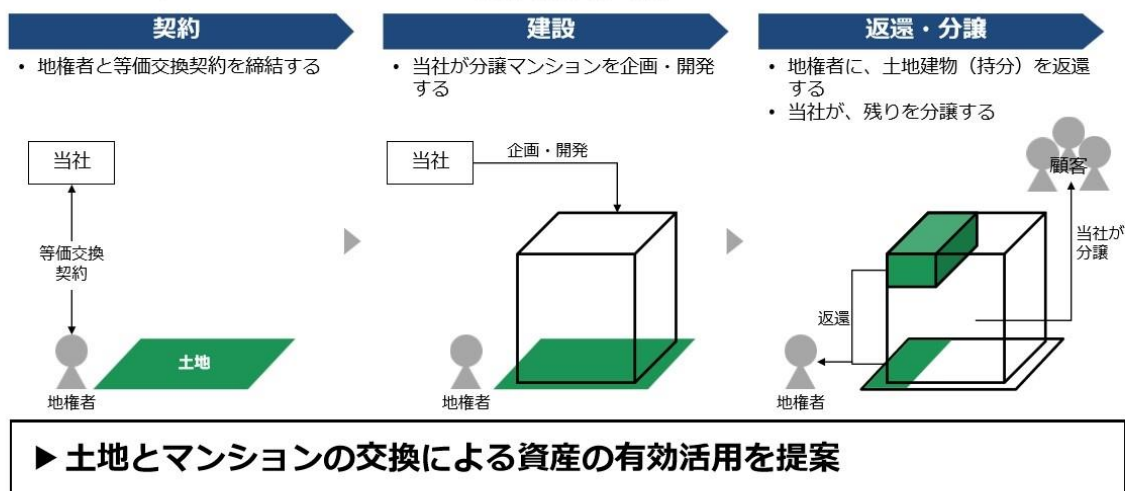 契約
• 地権者と等価交換契約を締結する
当社
等価交換
契約
土地
地権者
建設
• 当社が分譲マンションを企画・開発
する
当社
企画・開発
地権者
返還・分譲
• 地権者に、土地建物（持分）を返還
する
• 当社が、残りを分譲する
顧客
当社が
分譲
返還
地権者
▶土地とマンションの交換による資産の有効活用を提案